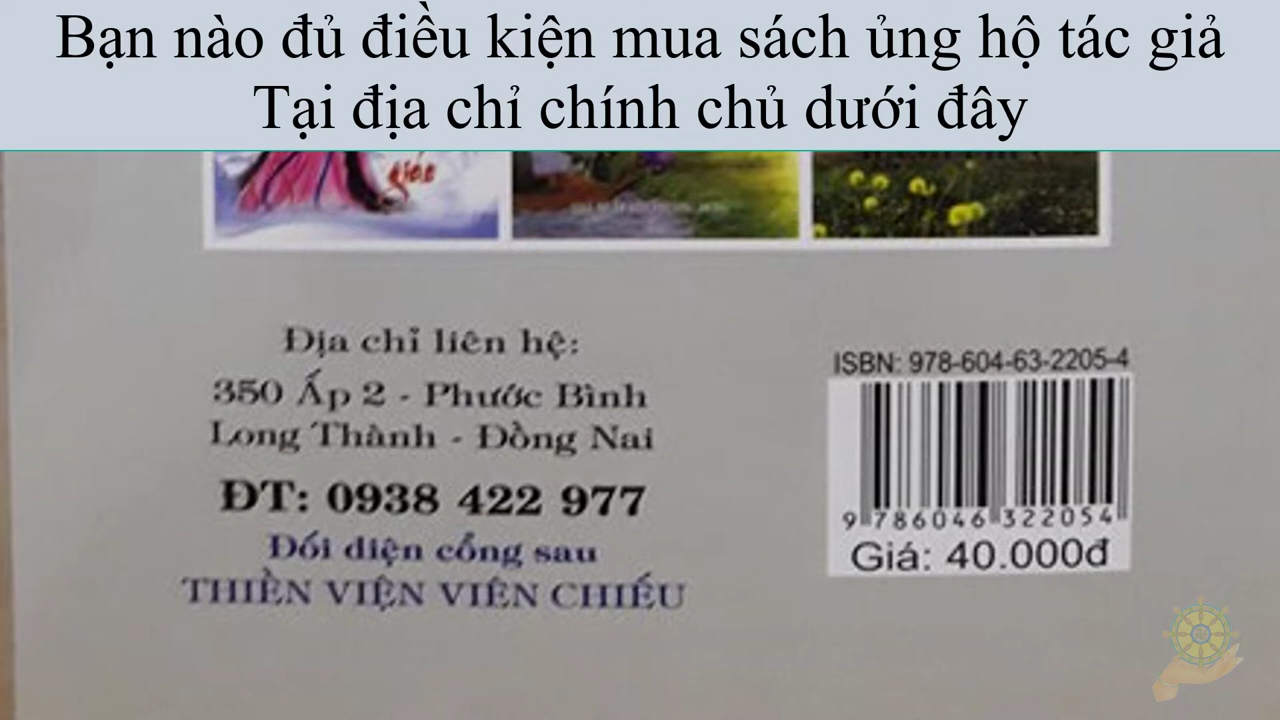 Bạn nào đủ điều kiện mua sách ủng hộ tác giả
Tại địa chỉ chính chủ dưới đây
giác
Địa chỉ liên hệ:
350 Ấp 2 - Phước Bình
Long Thành - Đồng Nai
ĐT: 0938 422 977
Đối diện cổng sau
THIỀN VIỆN VIÊN CHIẾU
ISBN: 978-604-63-2205-4
9 786046 322054
Giá: 40.000đ